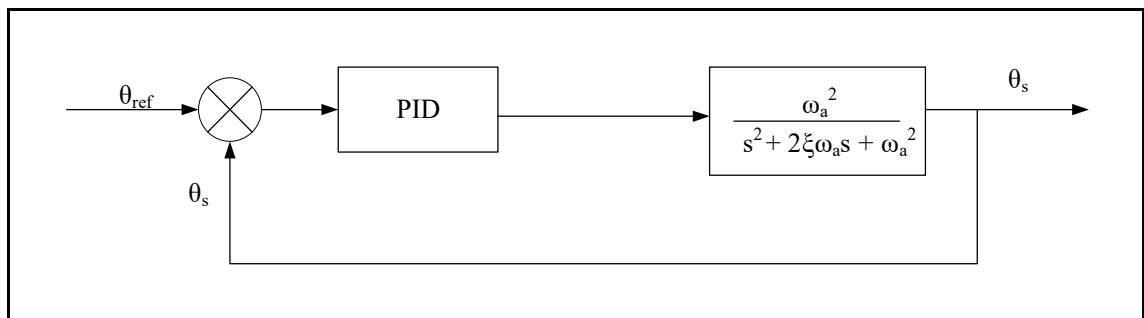 θref
PID
ωa²
s² + 2ξωas + ωa²
θs
θs